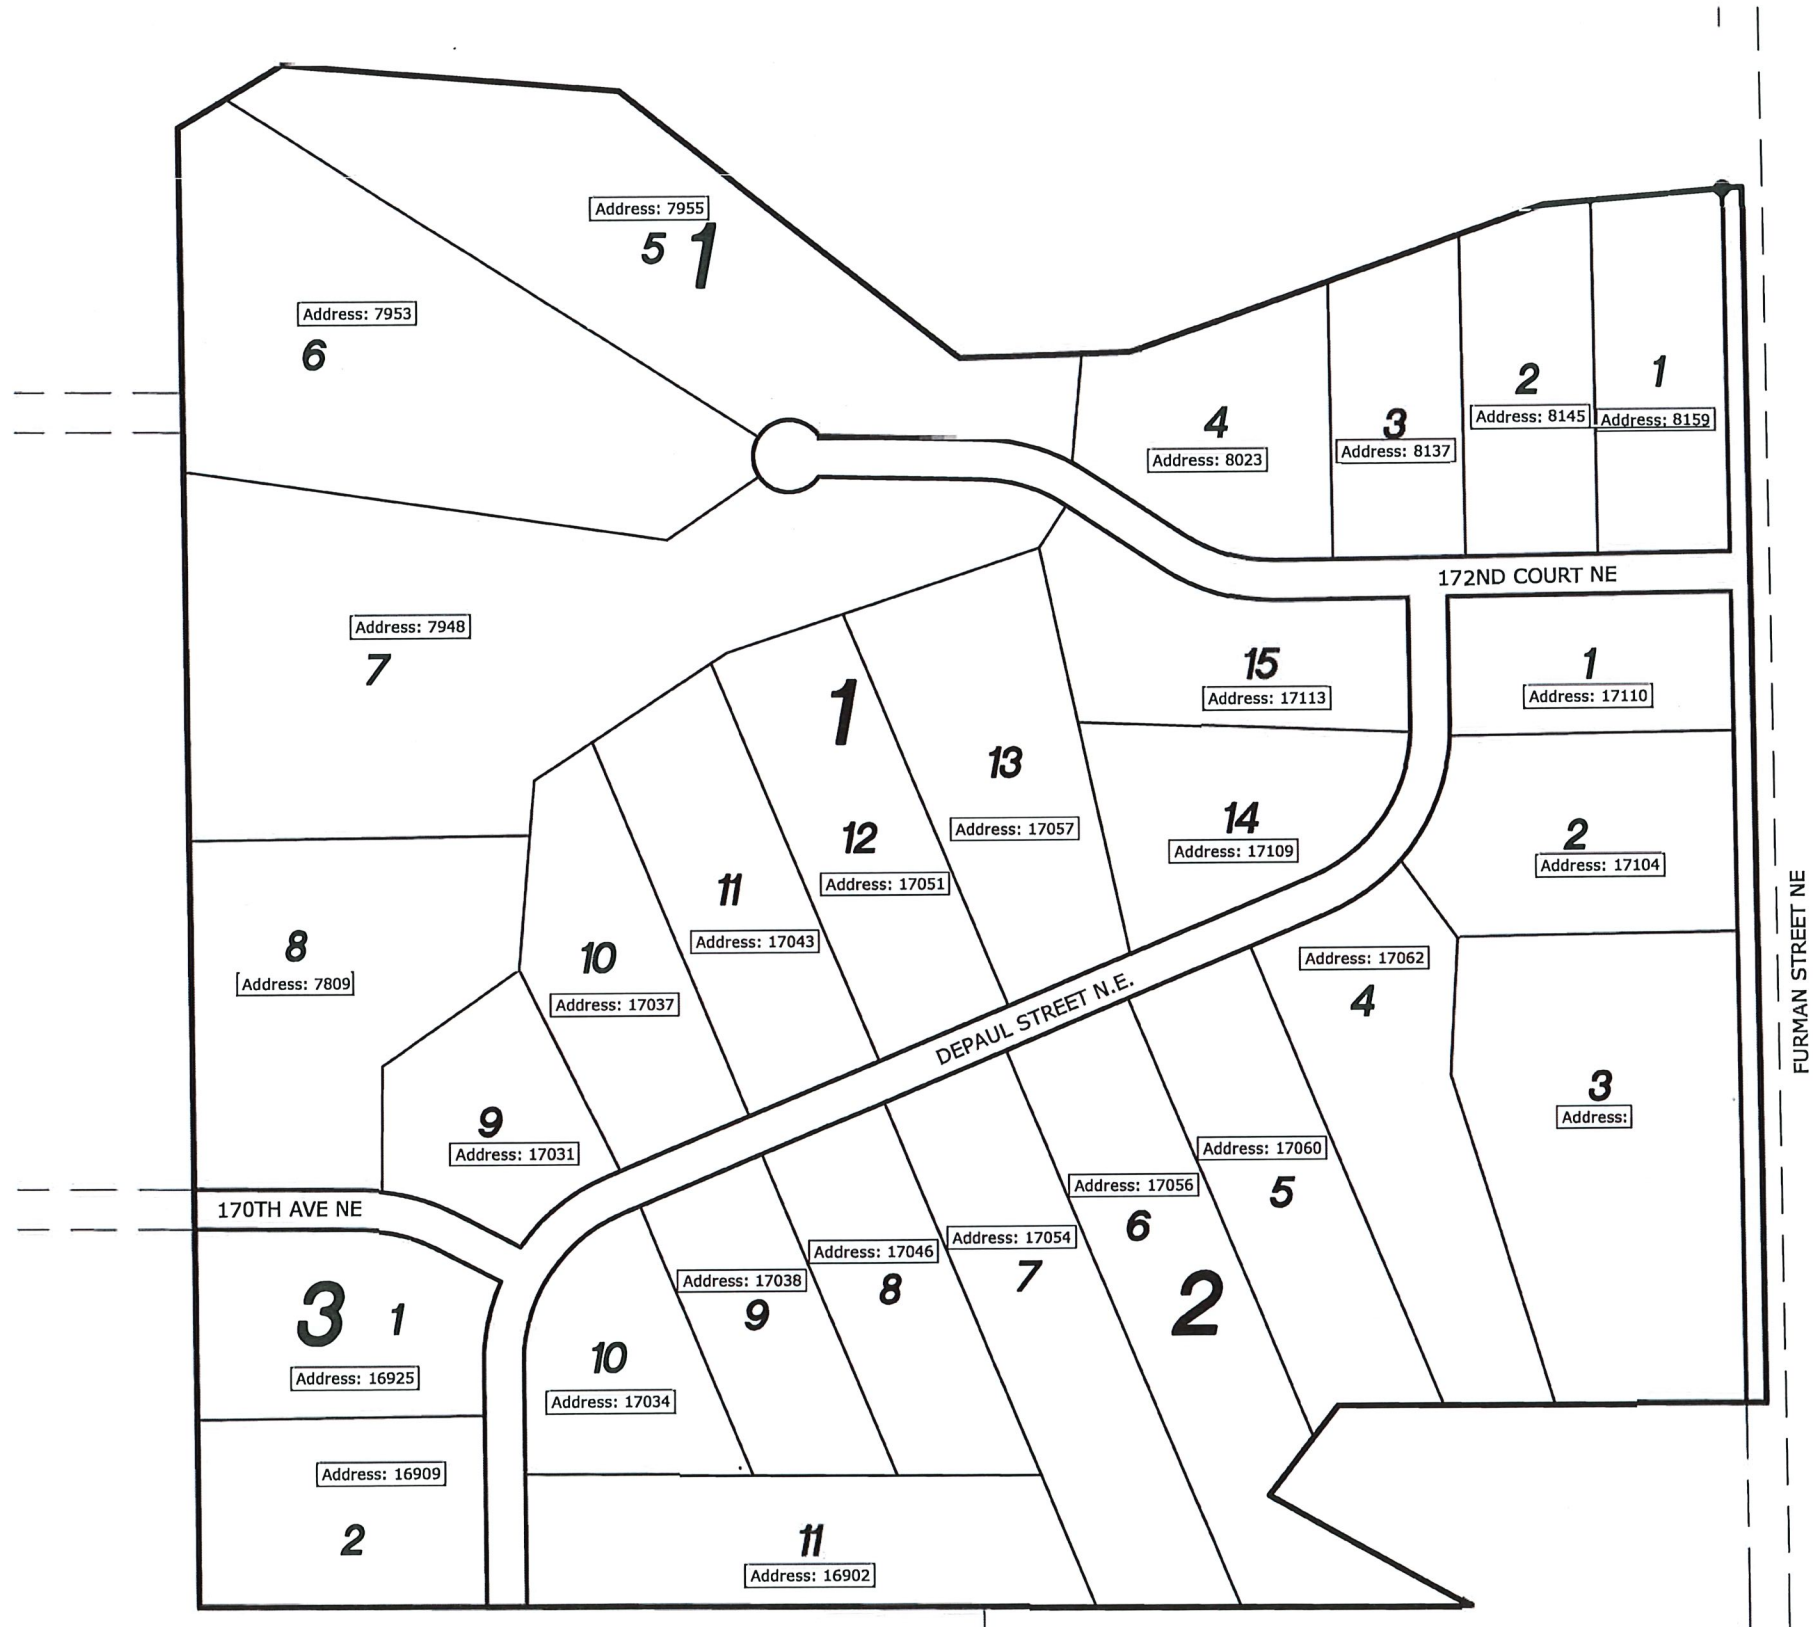 Address: 7955
5 1
Address: 7953
6
4
Address: 8023
3
Address: 8137
2
Address: 8145
1
Address: 8159
172ND COURT NE
Address: 7948
7
1
15
Address: 17113
1
Address: 17110
13
Address: 17057
12
Address: 17051
14
Address: 17109
2
Address: 17104
11
Address: 17043
10
Address: 17037
8
Address: 7809
9
Address: 17031
DEPAUL STREET N.E.
Address: 17062
4
3
Address:
FURMAN STREET NE
170TH AVE NE
Address: 17060
5
Address: 17056
6
Address: 17054
7
Address: 17046
8
Address: 17038
9
2
3 1
Address: 16925
10
Address: 17034
Address: 16909
2
11
Address: 16902